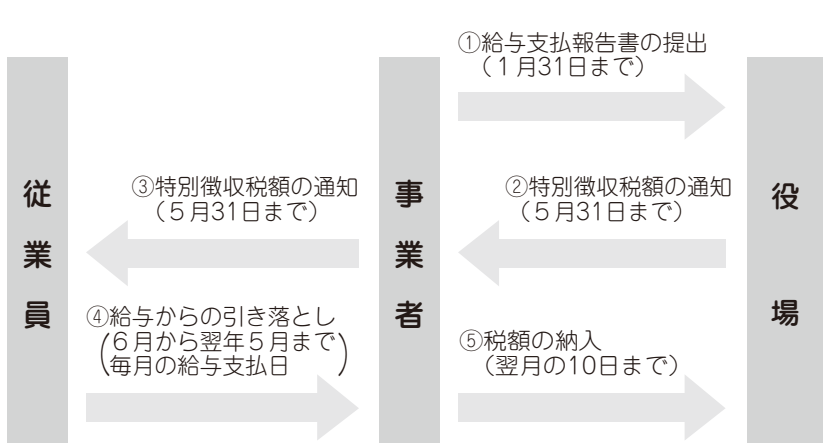 ①給与支払報告書の提出
（１月31日まで）
従業員
③特別徴収税額の通知
（５月31日まで）
事業者
②特別徴収税額の通知
（５月31日まで）
役場
④給与からの引き落とし
（６月から翌年５月まで
毎月の給与支払日）
⑤税額の納入
（翌月の10日まで）